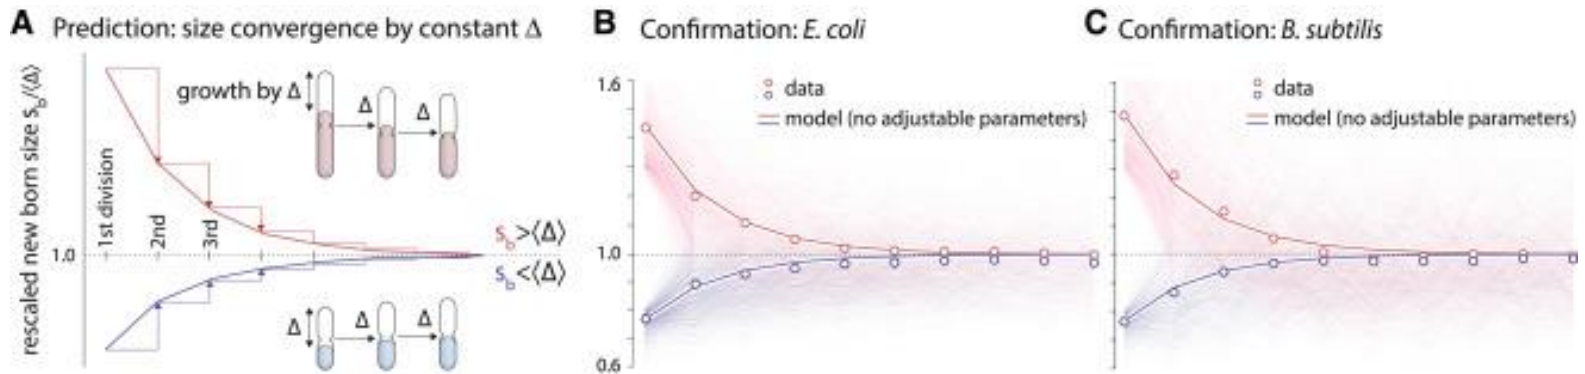 A Prediction: size convergence by constant Δ
rescaled new born size s_b/⟨Δ⟩
1.0
growth by Δ
Δ
Δ
1st division
2nd
3rd
s_b>⟨Δ⟩
s_b<⟨Δ⟩
Δ
Δ
Δ
B Confirmation: E. coli
1.6
1.0
0.6
data
model (no adjustable parameters)
C Confirmation: B. subtilis
data
model (no adjustable parameters)